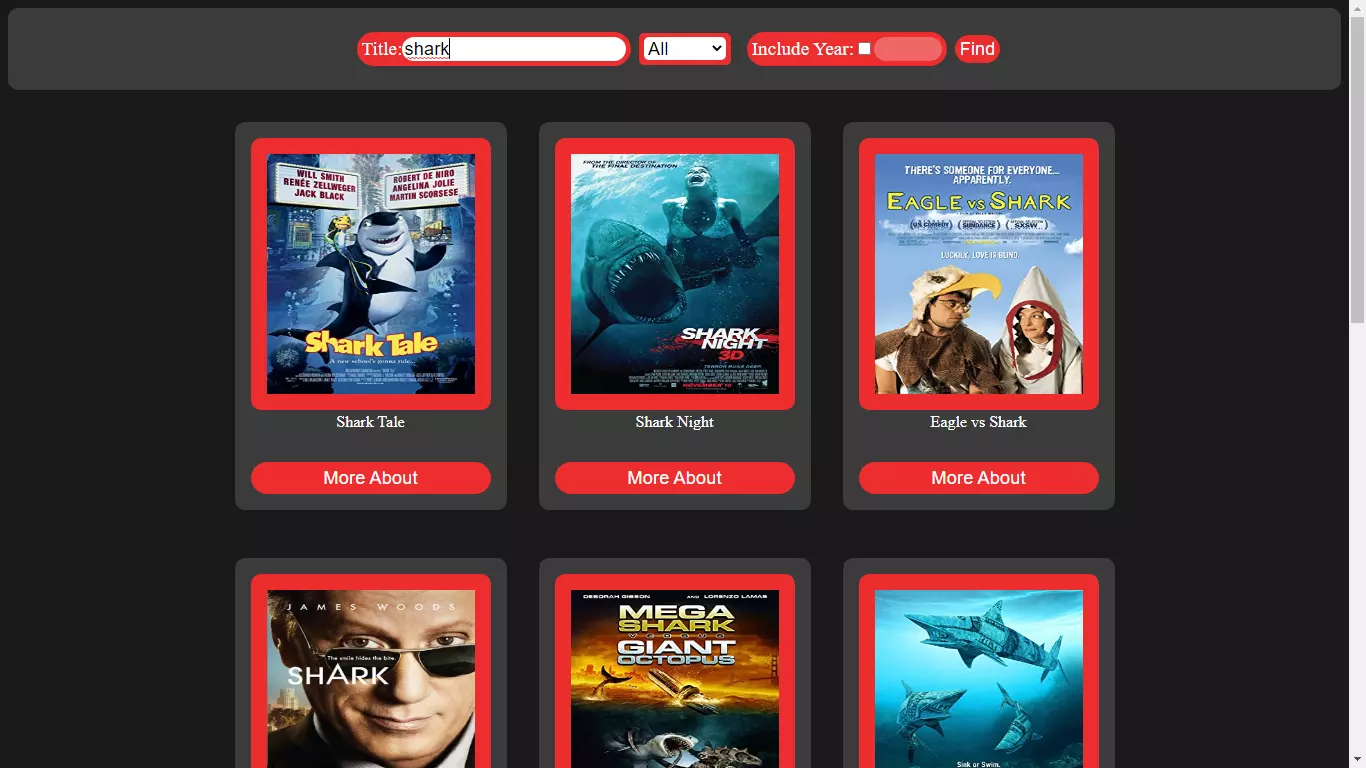 Title: shark All Include Year: Find
WILL SMITH
RENÉE ZELLWEGER
JACK BLACK
ROBERT DE NIRO
ANGELINA JOLIE
MARTIN SCORSESE
Shark Tale
A new school's gonna rule...
FROM THE DIRECTOR OF
THE FINAL DESTINATION
SHARK
NIGHT
3D
TERROR RUNS DEEP
THERE'S SOMEONE FOR EVERYONE...
APPARENTLY.
EAGLE VS SHARK
US COMEDY SUNDANCE SXSW
LUCKILY, LOVE IS BLIND.
Shark Tale
Shark Night
Eagle vs Shark
More About
More About
More About
JAMES WOODS
The smile hides the bite.
SHARK
DEBORAH GIBSON AND LORENZO LAMAS
MEGA
SHARK
VERSUS
GIANT
OCTOPUS
Sink or Swim.